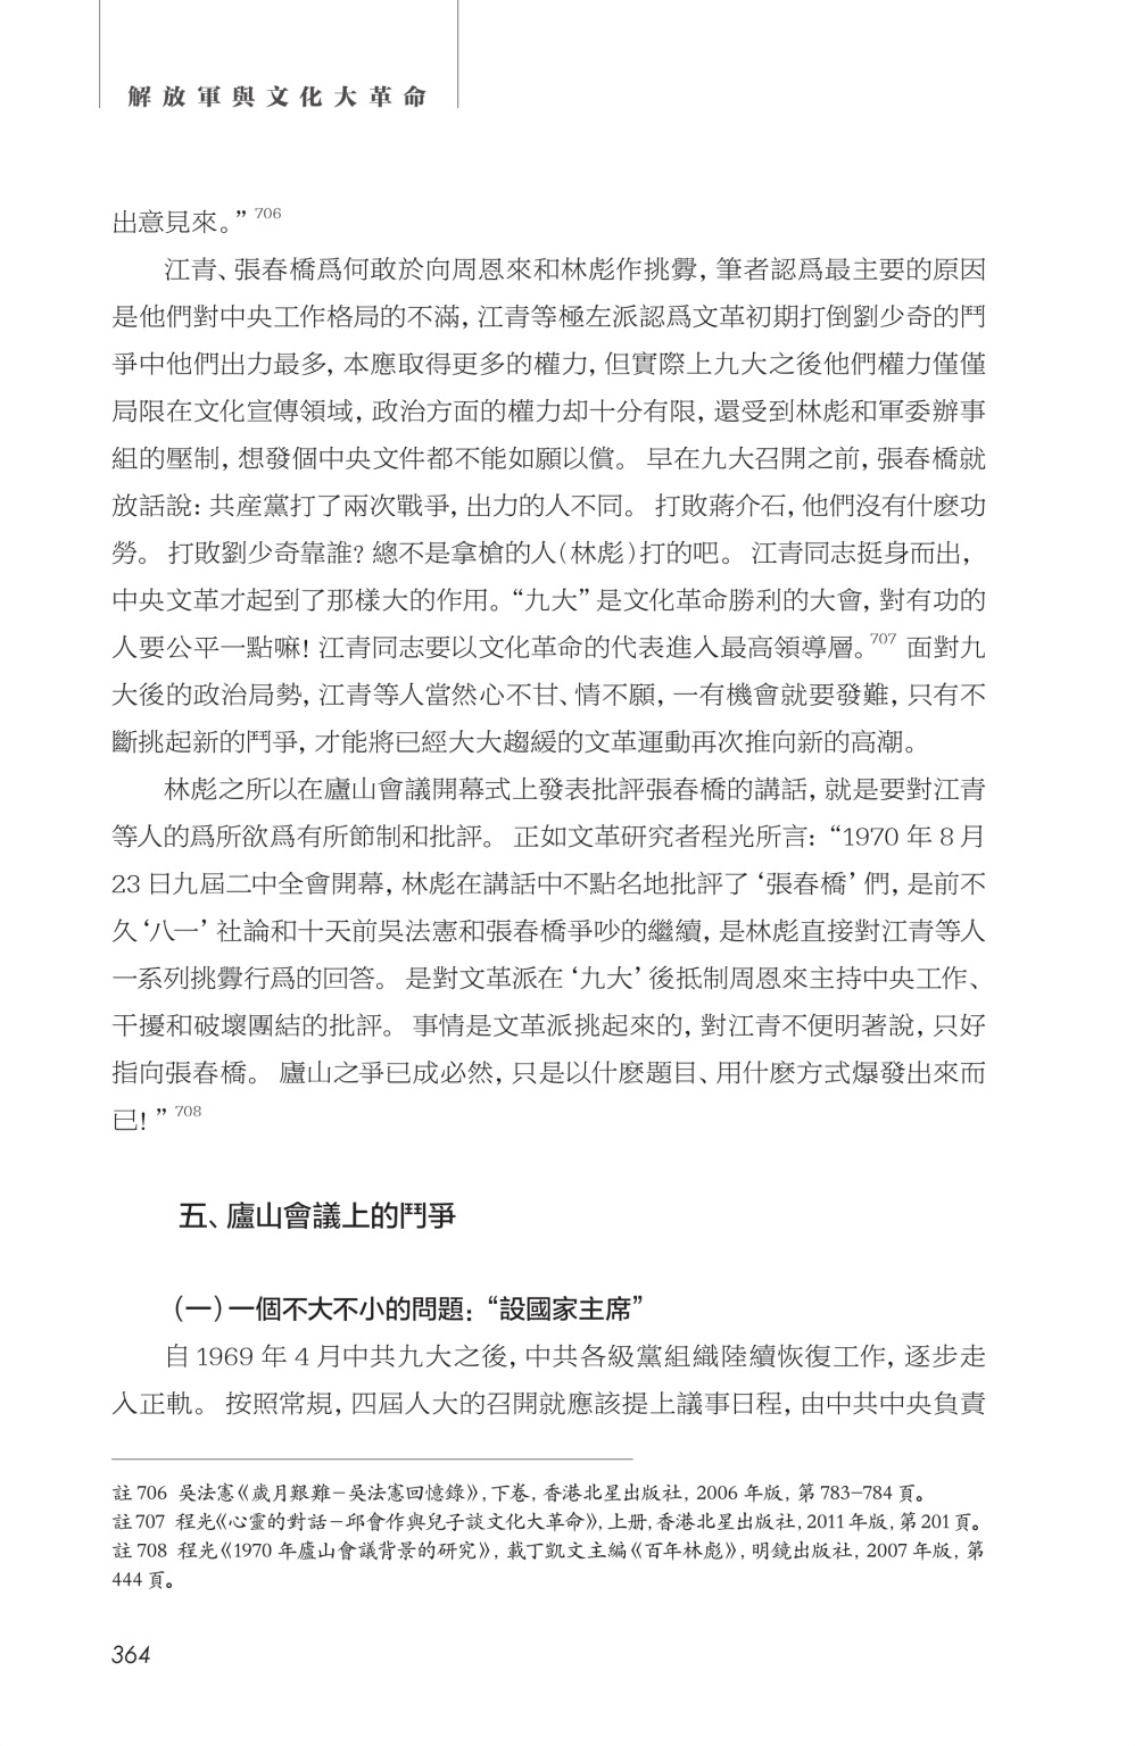 解放軍與文化大革命
出意見來。”706
江青、張春橋爲何敢於向周恩來和林彪作挑釁，筆者認爲最主要的原因
是他們對中央工作格局的不滿，江青等極左派認爲文革初期打倒劉少奇的鬥
爭中他們出力最多，本應取得更多的權力，但實際上九大之後他們權力僅僅
局限在文化宣傳領域，政治方面的權力却十分有限，還受到林彪和軍委辦事
組的壓制，想發個中央文件都不能如願以償。早在九大召開之前，張春橋就
放話說：共産黨打了兩次戰爭，出力的人不同。打敗蔣介石，他們沒有什麽功
勞。打敗劉少奇靠誰？總不是拿槍的人（林彪）打的吧。江青同志挺身而出，
中央文革才起到了那樣大的作用。“九大”是文化革命勝利的大會，對有功的
人要公平一點嘛！江青同志要以文化革命的代表進入最高領導層。707 面對九
大後的政治局勢，江青等人當然心不甘、情不願，一有機會就要發難，只有不
斷挑起新的鬥爭，才能將已經大大趨緩的文革運動再次推向新的高潮。
林彪之所以在廬山會議開幕式上發表批評張春橋的講話，就是要對江青
等人的爲所欲爲有所節制和批評。正如文革研究者程光所言：“1970 年 8 月
23 日九屆二中全會開幕，林彪在講話中不點名地批評了‘張春橋’們，是前不
久‘八一’社論和十天前吳法憲和張春橋爭吵的繼續，是林彪直接對江青等人
一系列挑釁行爲的回答。是對文革派在‘九大’後抵制周恩來主持中央工作、
干擾和破壞團結的批評。事情是文革派挑起來的，對江青不便明著說，只好
指向張春橋。廬山之爭已成必然，只是以什麽題目、用什麽方式爆發出來而
已！”708
五、廬山會議上的鬥爭
（一）一個不大不小的問題：“設國家主席”
自 1969 年 4 月中共九大之後，中共各級黨組織陸續恢復工作，逐步走
入正軌。按照常規，四屆人大的召開就應該提上議事日程，由中共中央負責
註 706 吳法憲《歲月艱難－吳法憲回憶錄》，下卷，香港北星出版社，2006 年版，第 783–784 頁。
註 707 程光《心靈的對話－邱會作與兒子談文化大革命》，上册，香港北星出版社，2011 年版，第 201 頁。
註 708 程光《1970 年廬山會議背景的研究》，載丁凱文主編《百年林彪》，明鏡出版社，2007 年版，第
444 頁。
364